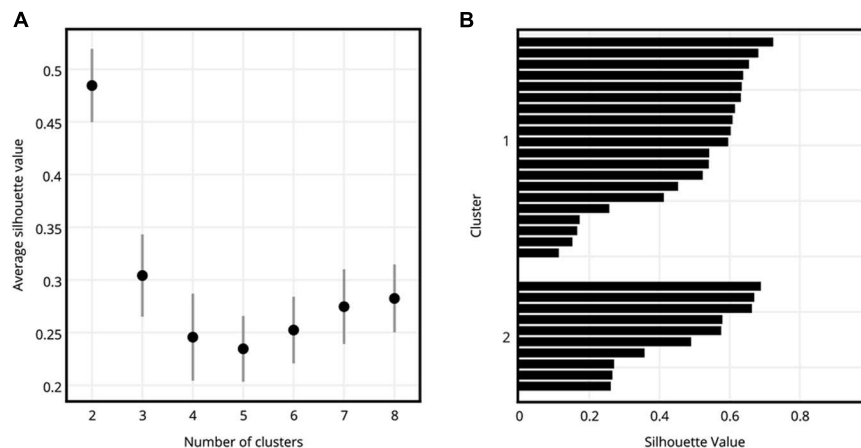 A
Average silhouette value
0.5
0.45
0.4
0.35
0.3
0.25
0.2
2 3 4 5 6 7 8
Number of clusters
B
Cluster
1
2
0 0.2 0.4 0.6 0.8
Silhouette Value